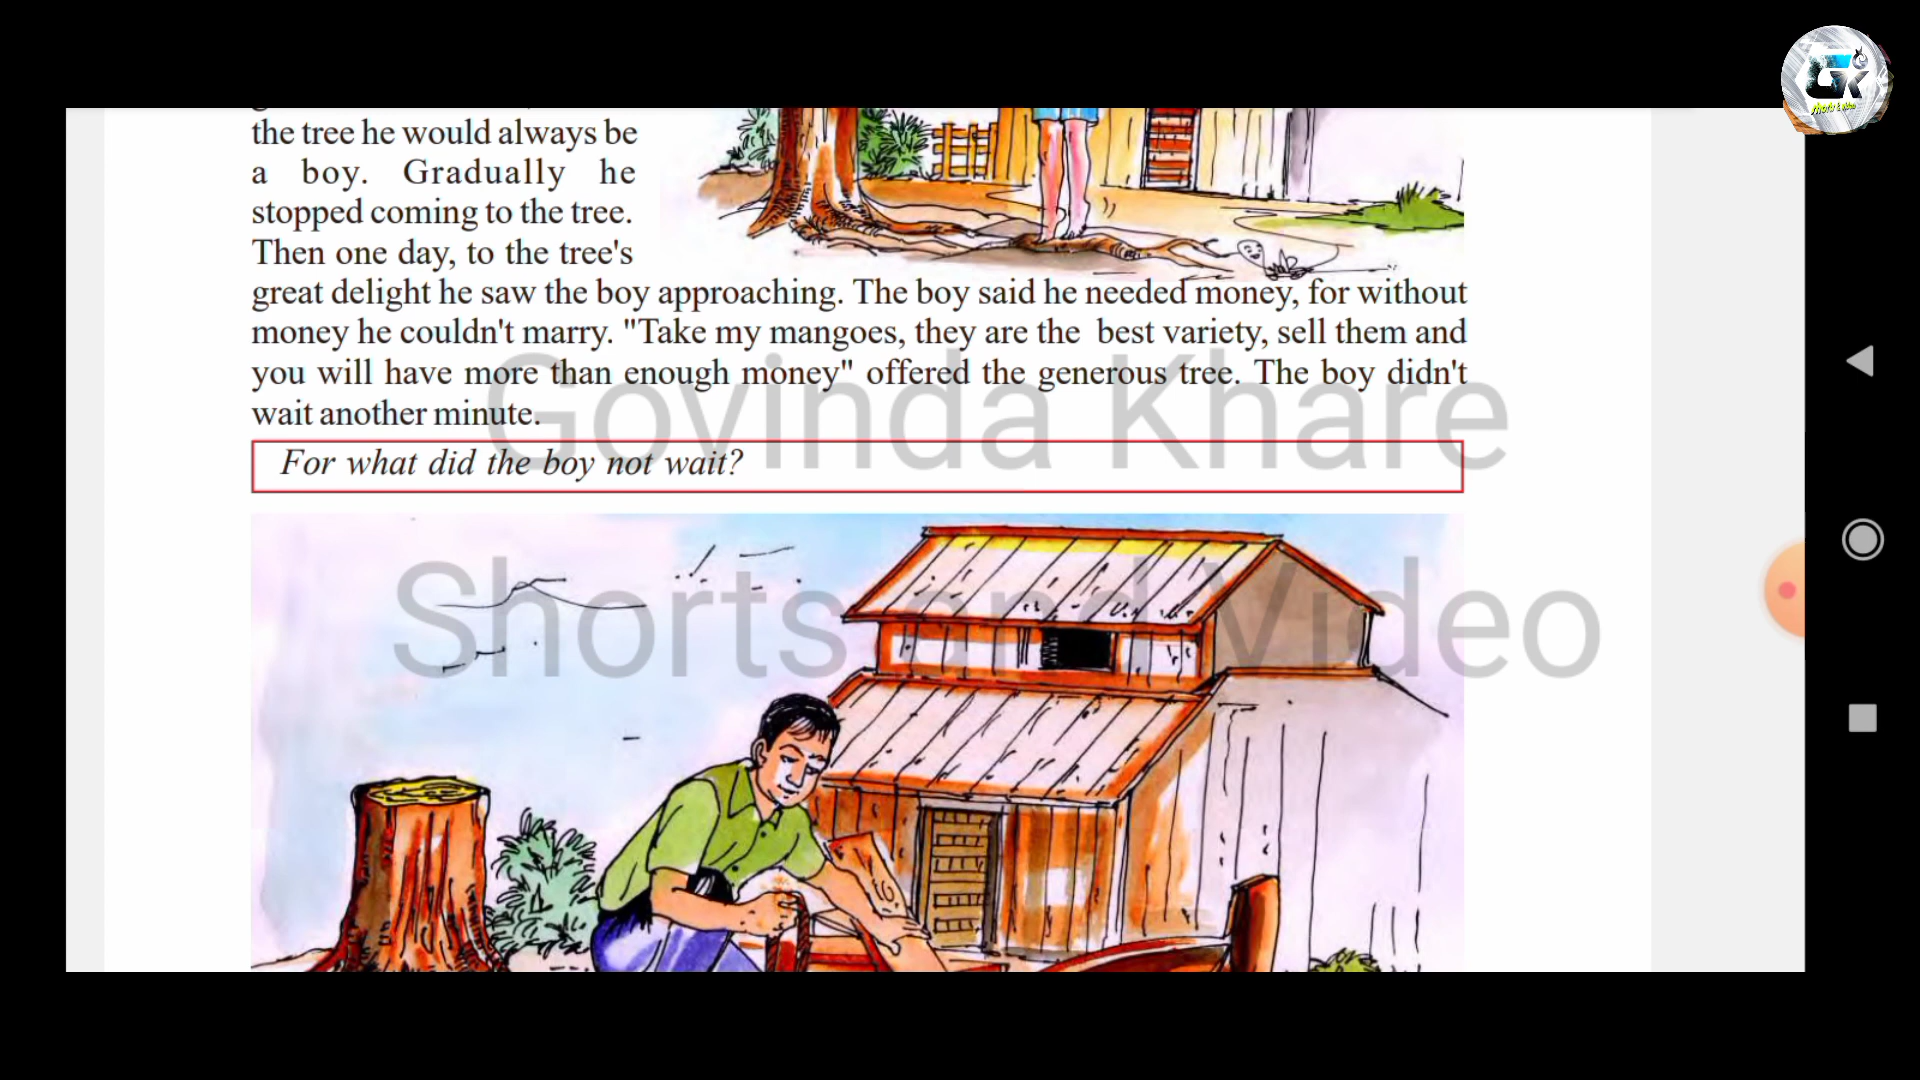 the tree he would always be
a boy. Gradually he
stopped coming to the tree.
Then one day, to the tree's
great delight he saw the boy approaching. The boy said he needed money, for without
money he couldn't marry. "Take my mangoes, they are the best variety, sell them and
you will have more than enough money" offered the generous tree. The boy didn't
wait another minute.
Govinda Khare
For what did the boy not wait?
Shorts and Video